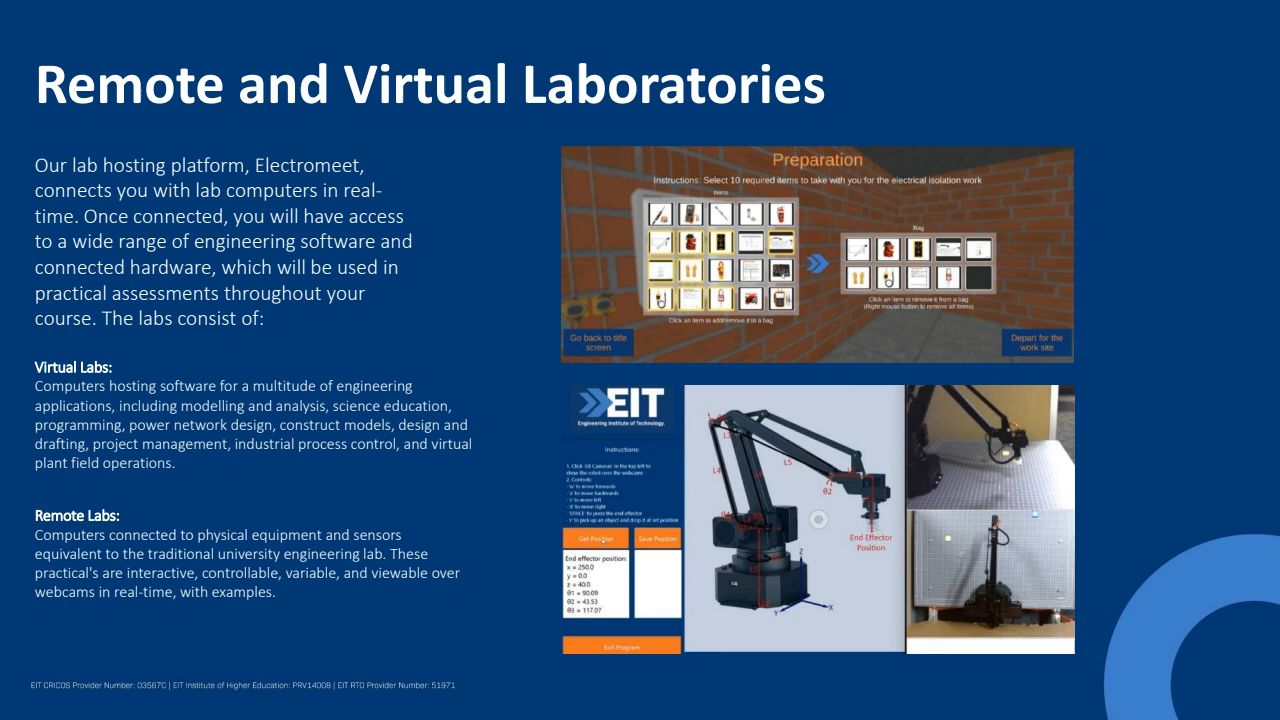 Remote and Virtual Laboratories
Our lab hosting platform, Electromeet,
connects you with lab computers in real-
time. Once connected, you will have access
to a wide range of engineering software and
connected hardware, which will be used in
practical assessments throughout your
course. The labs consist of:
Virtual Labs:
Computers hosting software for a multitude of engineering
applications, including modelling and analysis, science education,
programming, power network design, construct models, design and
drafting, project management, industrial process control, and virtual
plant field operations.
Remote Labs:
Computers connected to physical equipment and sensors
equivalent to the traditional university engineering lab. These
practical's are interactive, controllable, variable, and viewable over
webcams in real-time, with examples.
EIT CRICOS Provider Number: 03567C | EIT Institute of Higher Education: PRV14008 | EIT RTO Provider Number: 51971
Preparation
Instructions: Select 10 required items to take with you for the electrical isolation work
Items
Bag
Click an item to add/remove it to a bag
Click an item to remove it from a bag
(Right mouse button to remove all items)
Go back to title
screen
Depart for the
work site
EIT
Engineering Institute of Technology.
Instructions:
1. Click 'All Cameras' in the top left to
show the robot over the webcams
2. Controls:
- 'w' to move forwards
- 'a' to move backwards
- 's' to move left
- 'd' to move right
- 'SPACE' to press the end-effector
- 'r' to pick up an object and drop it at set position
Get Position
Save Position
End effector position:
x = 250.0
y = 0.0
z = 40.0
θ1 = 90.09
θ2 = 43.53
θ3 = 117.07
Exit Program
L4
L5
θ2
End Effector
Position
Z
Y
X